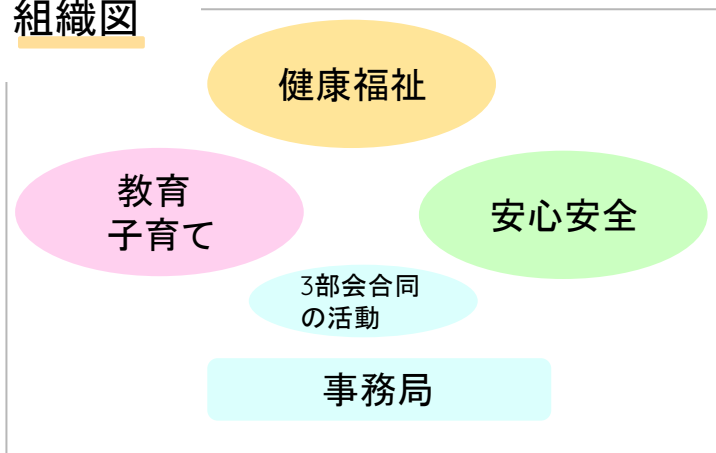 組織図
健康福祉
教育
子育て
安心安全
3部会合同
の活動
事務局